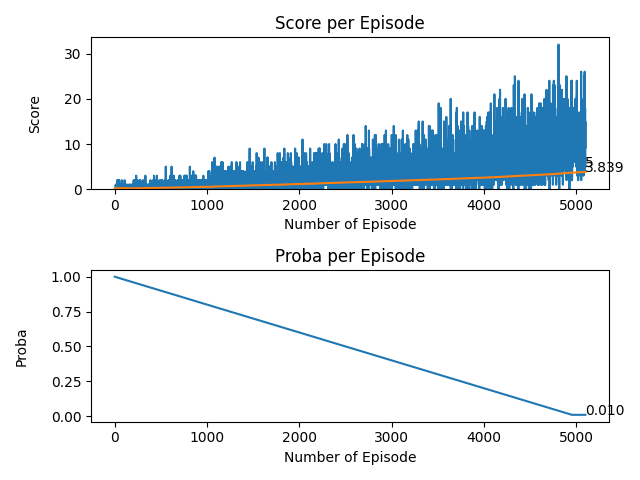 Score per Episode
Score
30
20
10
0
5
3.839
0 1000 2000 3000 4000 5000
Number of Episode
Proba per Episode
Proba
1.00
0.75
0.50
0.25
0.00
0.010
0 1000 2000 3000 4000 5000
Number of Episode